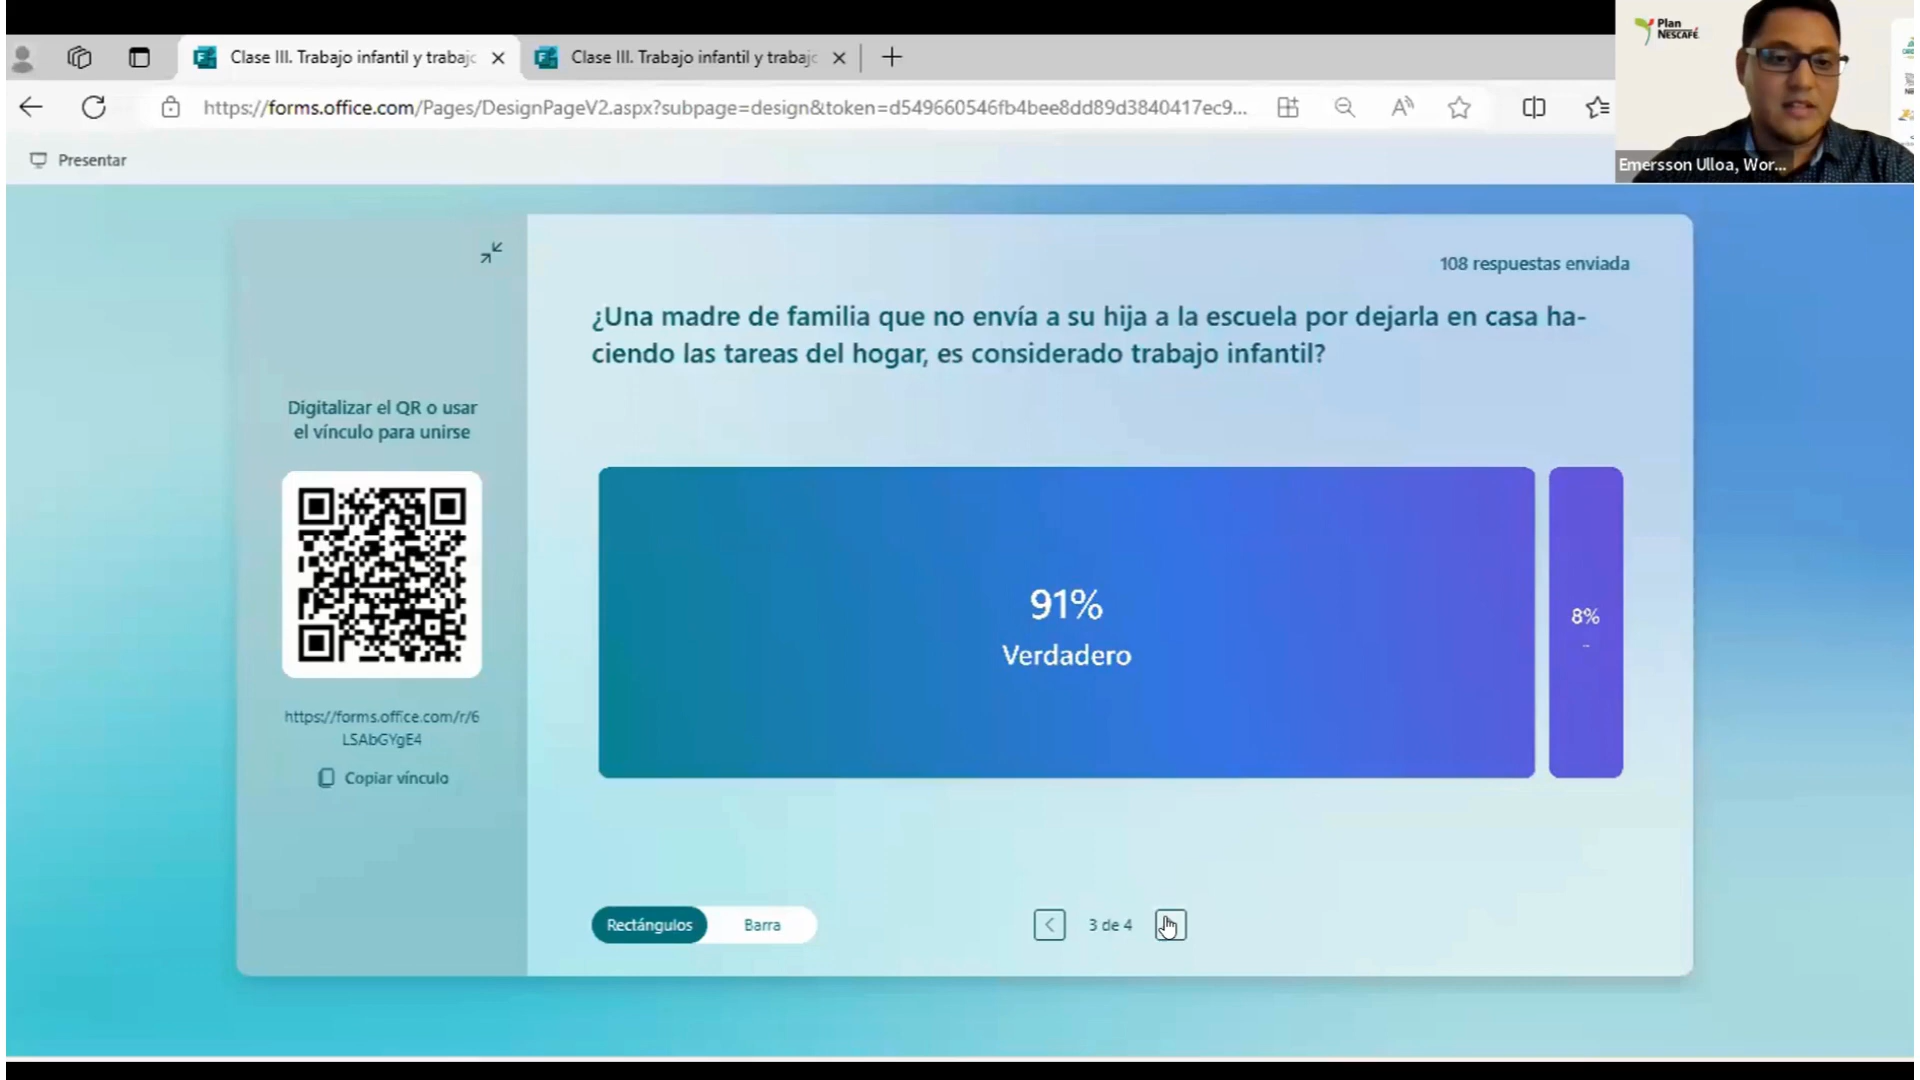 Clase III. Trabajo infantil y trabajo
Clase III. Trabajo infantil y trabajo
https://forms.office.com/Pages/DesignPageV2.aspx?subpage=design&token=d549660546fb4bee8dd89d3840417ec9...
Plan
NESCAFÉ
Emersson Ulloa, Wor...
Presentar
108 respuestas enviada
¿Una madre de familia que no envía a su hija a la escuela por dejarla en casa ha-
ciendo las tareas del hogar, es considerado trabajo infantil?
Digitalizar el QR o usar
el vínculo para unirse
https://forms.office.com/r/6
LSAbGYgE4
Copiar vínculo
91%
Verdadero
8%
Rectángulos
Barra
3 de 4